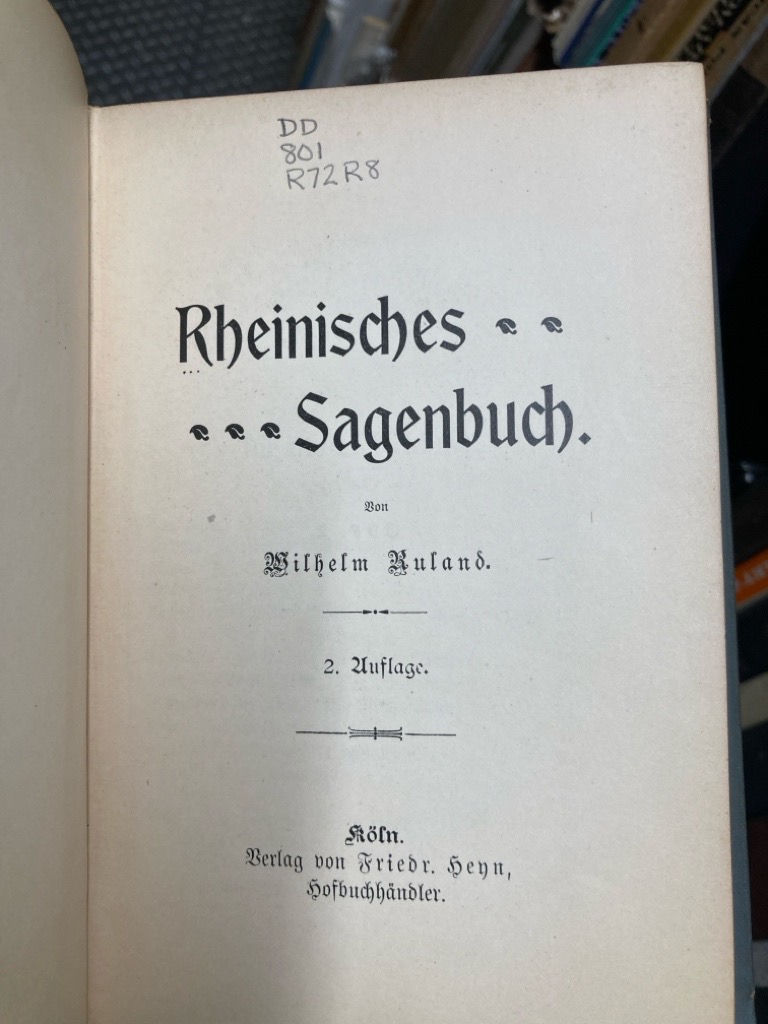 DD
801
R72R8
Rheinisches
Sagenbuch.
Von
Wilhelm Ruland.
2. Auflage.
Köln.
Verlag von Friedr. Heyn,
Hofbuchhändler.